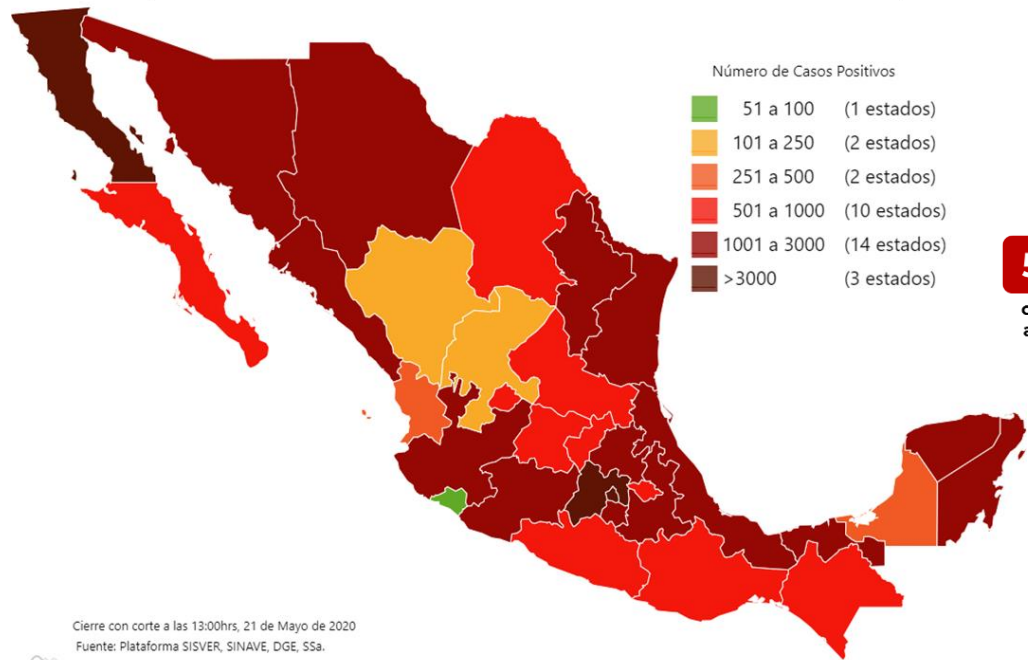 Número de Casos Positivos
51 a 100 (1 estados)
101 a 250 (2 estados)
251 a 500 (2 estados)
501 a 1000 (10 estados)
1001 a 3000 (14 estados)
>3000 (3 estados)
Cierre con corte a las 13:00hrs, 21 de Mayo de 2020
Fuente: Plataforma SISVER, SINAVE, DGE, SSa.